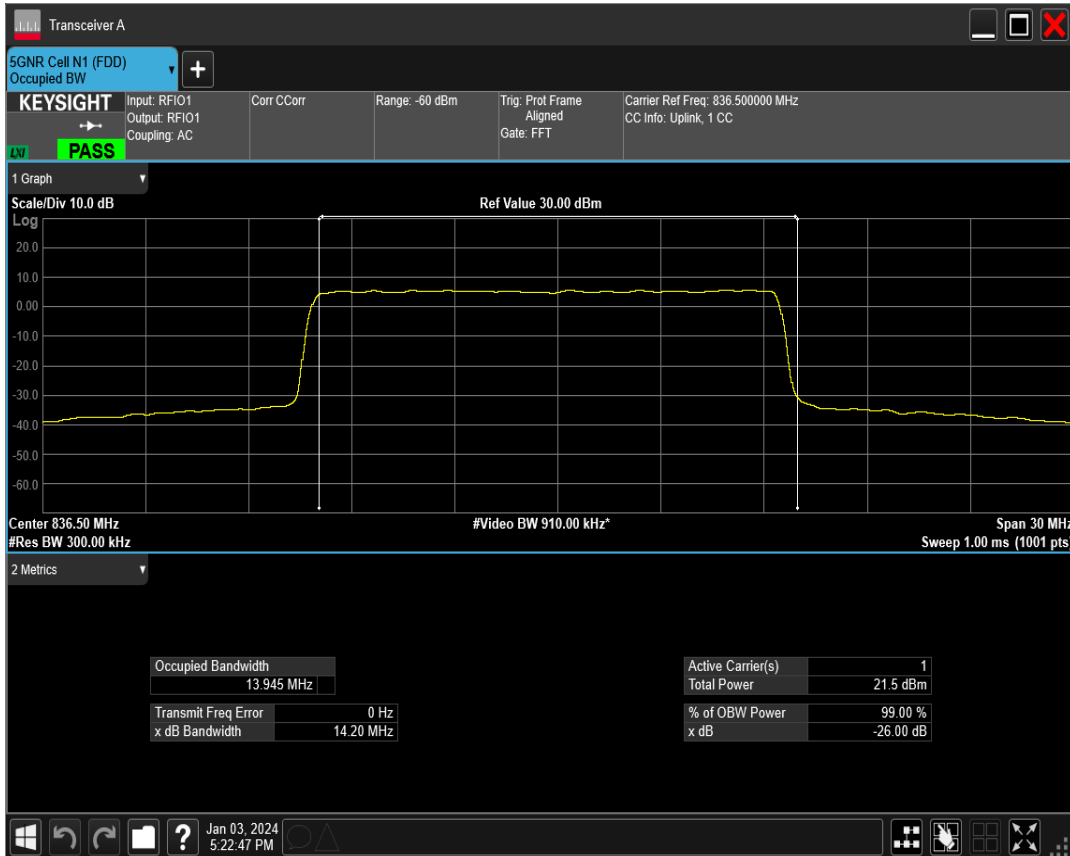 Transceiver A
5GNR Cell N1 (FDD)
Occupied BW
+
KEYSIGHT
LXI
PASS
Input: RFIO1
Output: RFIO1
Coupling: AC
Corr CCorr
Range: -60 dBm
Trig: Prot Frame
Aligned
Gate: FFT
Carrier Ref Freq: 836.500000 MHz
CC Info: Uplink, 1 CC
1 Graph
Scale/Div 10.0 dB
Ref Value 30.00 dBm
Log
20.0
10.0
0.00
-10.0
-20.0
-30.0
-40.0
-50.0
-60.0
Center 836.50 MHz
#Video BW 910.00 kHz*
Span 30 MHz
#Res BW 300.00 kHz
Sweep 1.00 ms (1001 pts)
2 Metrics
Occupied Bandwidth
13.945 MHz
Transmit Freq Error 0 Hz
x dB Bandwidth 14.20 MHz
Active Carrier(s) 1
Total Power 21.5 dBm
% of OBW Power 99.00 %
x dB -26.00 dB
?
Jan 03, 2024
5:22:47 PM